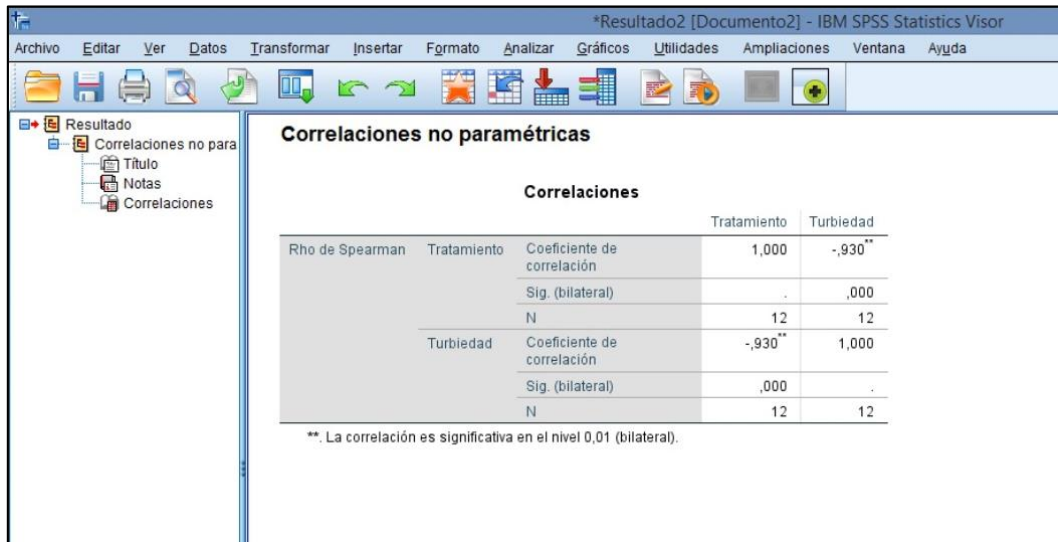 *Resultado2 [Documento2] - IBM SPSS Statistics Visor
Archivo Editar Ver Datos Transformar Insertar Formato Analizar Gráficos Utilidades Ampliaciones Ventana Ayuda
Resultado
Correlaciones no para
Título
Notas
Correlaciones
Correlaciones no paramétricas
Correlaciones
Tratamiento Turbiedad
Rho de Spearman Tratamiento Coeficiente de 1,000 -,930**
correlación
Sig. (bilateral) . ,000
N 12 12
Turbiedad Coeficiente de -,930** 1,000
correlación
Sig. (bilateral) ,000 .
N 12 12
**. La correlación es significativa en el nivel 0,01 (bilateral).